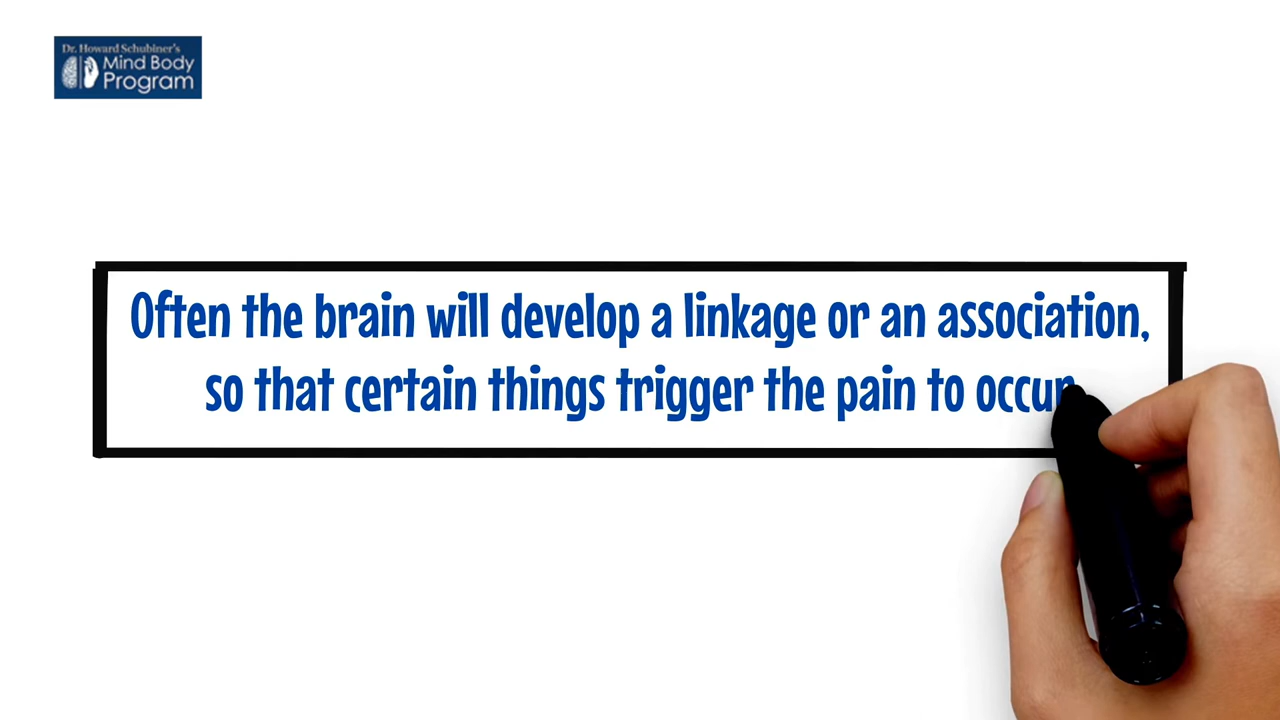 Dr. Howard Schubiner's
Mind Body
Program
Often the brain will develop a linkage or an association,
so that certain things trigger the pain to occur